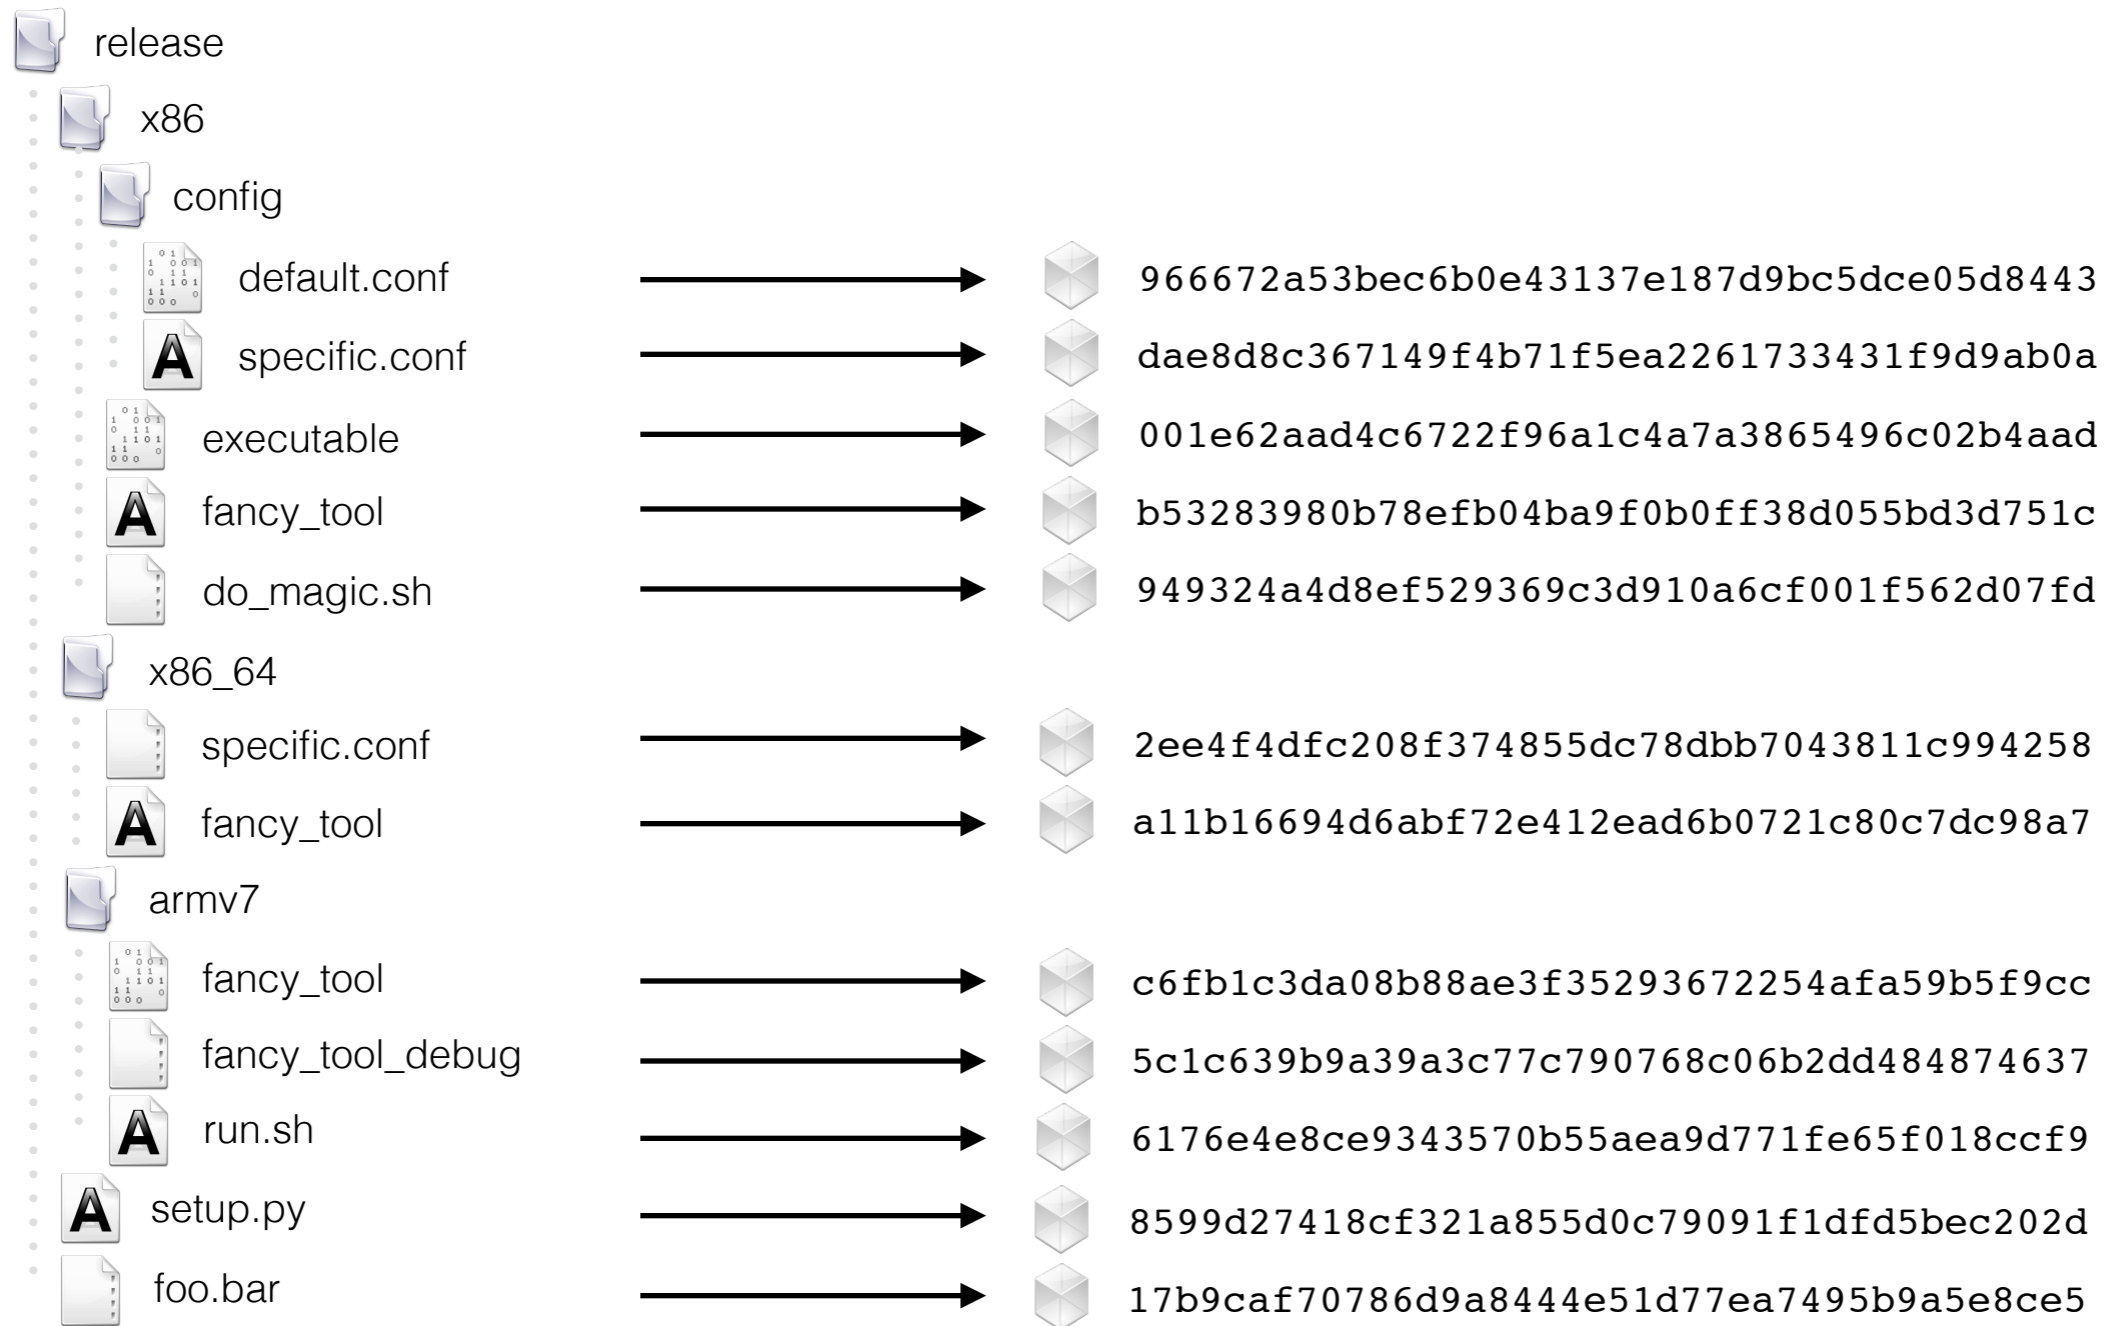 release
x86
config
default.conf 966672a53bec6b0e43137e187d9bc5dce05d8443
specific.conf dae8d8c367149f4b71f5ea2261733431f9d9ab0a
executable 001e62aad4c6722f96a1c4a7a3865496c02b4aad
fancy_tool b53283980b78efb04ba9f0b0ff38d055bd3d751c
do_magic.sh 949324a4d8ef529369c3d910a6cf001f562d07fd
x86_64
specific.conf 2ee4f4dfc208f374855dc78dbb7043811c994258
fancy_tool a11b16694d6abf72e412ead6b0721c80c7dc98a7
armv7
fancy_tool c6fb1c3da08b88ae3f35293672254afa59b5f9cc
fancy_tool_debug 5c1c639b9a39a3c77c790768c06b2dd484874637
run.sh 6176e4e8ce9343570b55aea9d771fe65f018ccf9
setup.py 8599d27418cf321a855d0c79091f1dfd5bec202d
foo.bar 17b9caf70786d9a8444e51d77ea7495b9a5e8ce5